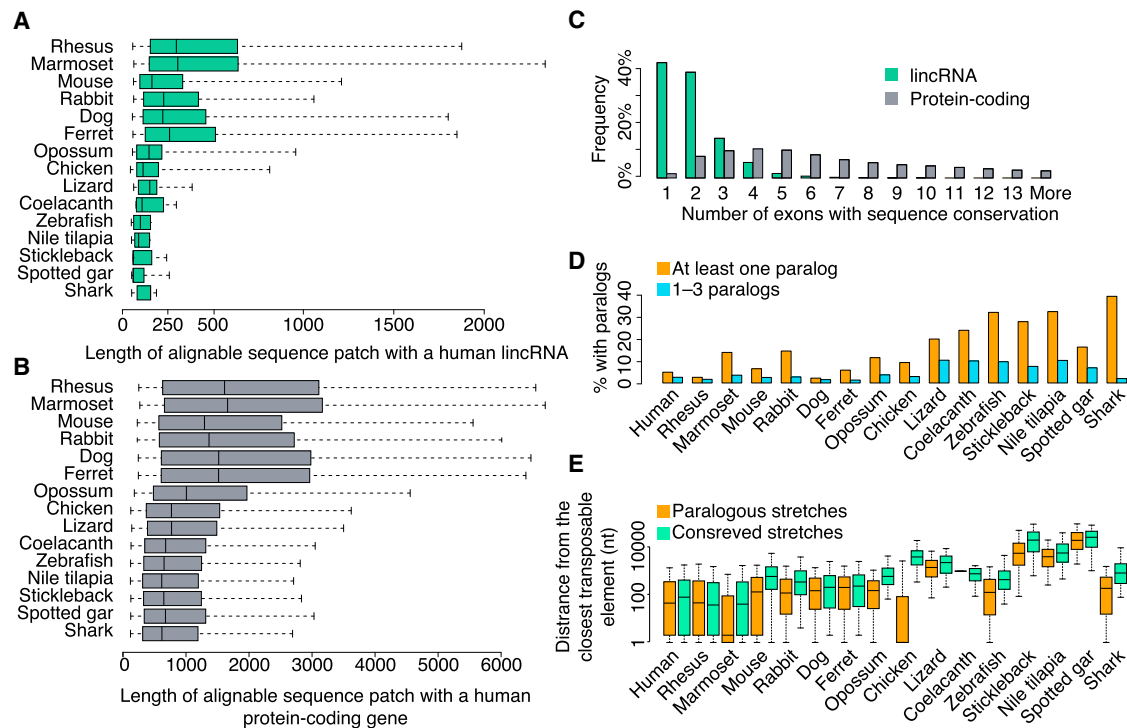 A
Rhesus
Marmoset
Mouse
Rabbit
Dog
Ferret
Opossum
Chicken
Lizard
Coelacanth
Zebrafish
Nile tilapia
Stickleback
Spotted gar
Shark
0 250 500 1000 1500 2000
Length of alignable sequence patch with a human lincRNA
B
Rhesus
Marmoset
Mouse
Rabbit
Dog
Ferret
Opossum
Chicken
Lizard
Coelacanth
Zebrafish
Nile tilapia
Stickleback
Spotted gar
Shark
0 1000 2000 3000 4000 5000 6000
Length of alignable sequence patch with a human
protein-coding gene
C
Frequency
0% 20% 40%
lincRNA
Protein-coding
1 2 3 4 5 6 7 8 9 10 11 12 13 More
Number of exons with sequence conservation
D
% with paralogs
0 10 20 30 40
At least one paralog
1–3 paralogs
Human
Rhesus
Marmoset
Mouse
Rabbit
Dog
Ferret
Opossum
Chicken
Lizard
Coelacanth
Zebrafish
Stickleback
Nile tilapia
Spotted gar
Shark
E
Distance from the
closest transposable
element (nt)
1 100 10000
Paralogous stretches
Consreved stretches
Human
Rhesus
Marmoset
Mouse
Rabbit
Dog
Ferret
Opossum
Chicken
Lizard
Coelacanth
Zebrafish
Stickleback
Nile tilapia
Spotted gar
Shark